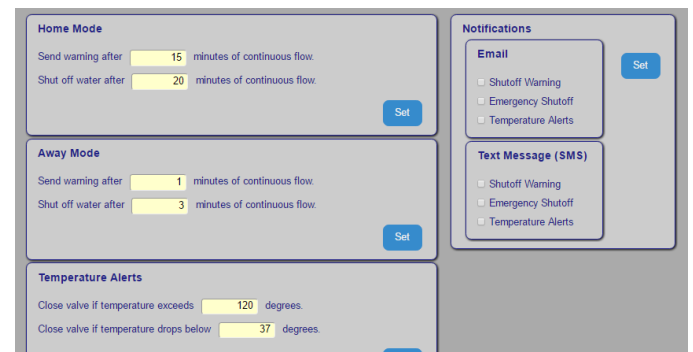 Home Mode
Send warning after 15 minutes of continuous flow.
Shut off water after 20 minutes of continuous flow.
Set
Away Mode
Send warning after 1 minutes of continuous flow.
Shut off water after 3 minutes of continuous flow.
Set
Temperature Alerts
Close valve if temperature exceeds 120 degrees.
Close valve if temperature drops below 37 degrees.
Notifications
Email
Set
Shutoff Warning
Emergency Shutoff
Temperature Alerts
Text Message (SMS)
Shutoff Warning
Emergency Shutoff
Temperature Alerts